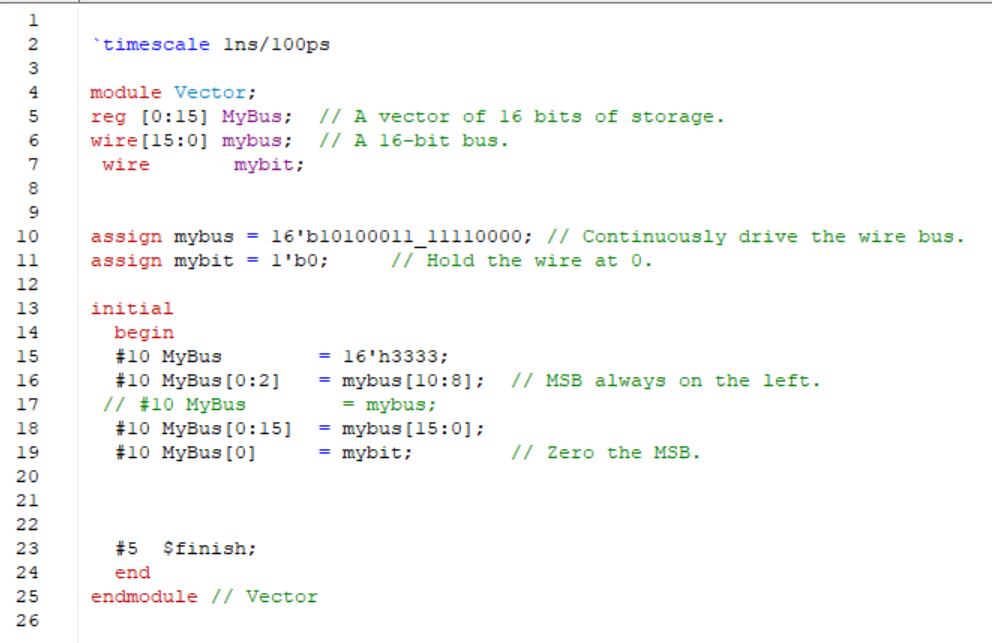 1
2 `timescale 1ns/100ps
3
4 module Vector;
5 reg [0:15] MyBus;  // A vector of 16 bits of storage.
6 wire[15:0] mybus;  // A 16-bit bus.
7  wire       mybit;
8
9
10 assign mybus = 16'b10100011_11110000; // Continuously drive the wire bus.
11 assign mybit = 1'b0;     // Hold the wire at 0.
12
13 initial
14   begin
15   #10 MyBus        = 16'h3333;
16   #10 MyBus[0:2]   = mybus[10:8];  // MSB always on the left.
17  // #10 MyBus        = mybus;
18   #10 MyBus[0:15]  = mybus[15:0];
19   #10 MyBus[0]     = mybit;        // Zero the MSB.
20
21
22
23   #5  $finish;
24   end
25 endmodule // Vector
26